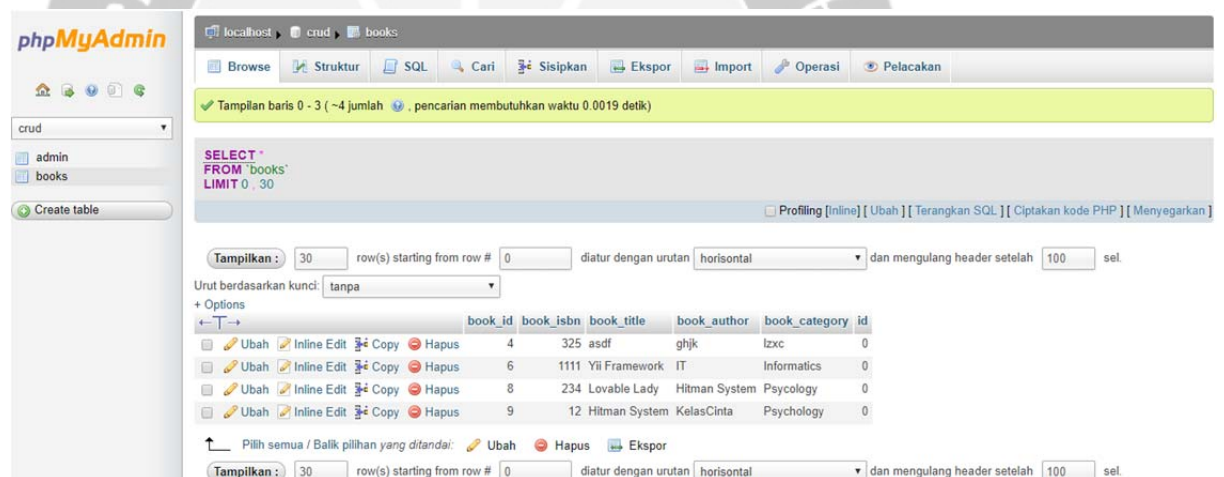 phpMyAdmin
localhost crud books
Browse Struktur SQL Cari Sisipkan Ekspor Import Operasi Pelacakan
Tampilan baris 0 - 3 ( ~4 jumlah , pencarian membutuhkan waktu 0.0019 detik)
crud
admin
books
Create table
SELECT *
FROM `books`
LIMIT 0 , 30
Profiling [Inline] [ Ubah ] [ Terangkan SQL ] [ Ciptakan kode PHP ] [ Menyegarkan ]
Tampilkan : 30 row(s) starting from row # 0 diatur dengan urutan horisontal dan mengulang header setelah 100 sel.
Urut berdasarkan kunci: tanpa
+ Options
←T→ book_id book_isbn book_title book_author book_category id
Ubah Inline Edit Copy Hapus 4 325 asdf ghjk lzxc 0
Ubah Inline Edit Copy Hapus 6 1111 Yii Framework IT Informatics 0
Ubah Inline Edit Copy Hapus 8 234 Lovable Lady Hitman System Psycology 0
Ubah Inline Edit Copy Hapus 9 12 Hitman System KelasCinta Psychology 0
Pilih semua / Balik pilihan yang ditandai: Ubah Hapus Ekspor
Tampilkan : 30 row(s) starting from row # 0 diatur dengan urutan horisontal dan mengulang header setelah 100 sel.